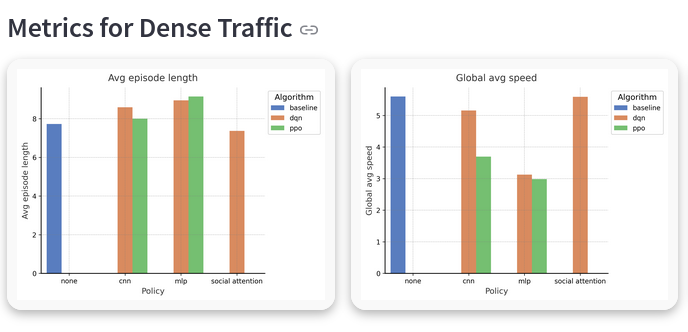 Metrics for Dense Traffic
Avg episode length
Avg episode length
8
6
4
2
0
none
cnn
mlp
social attention
Policy
Algorithm
baseline
dqn
ppo
Global avg speed
Global avg speed
5
4
3
2
1
0
none
cnn
mlp
social attention
Policy
Algorithm
baseline
dqn
ppo